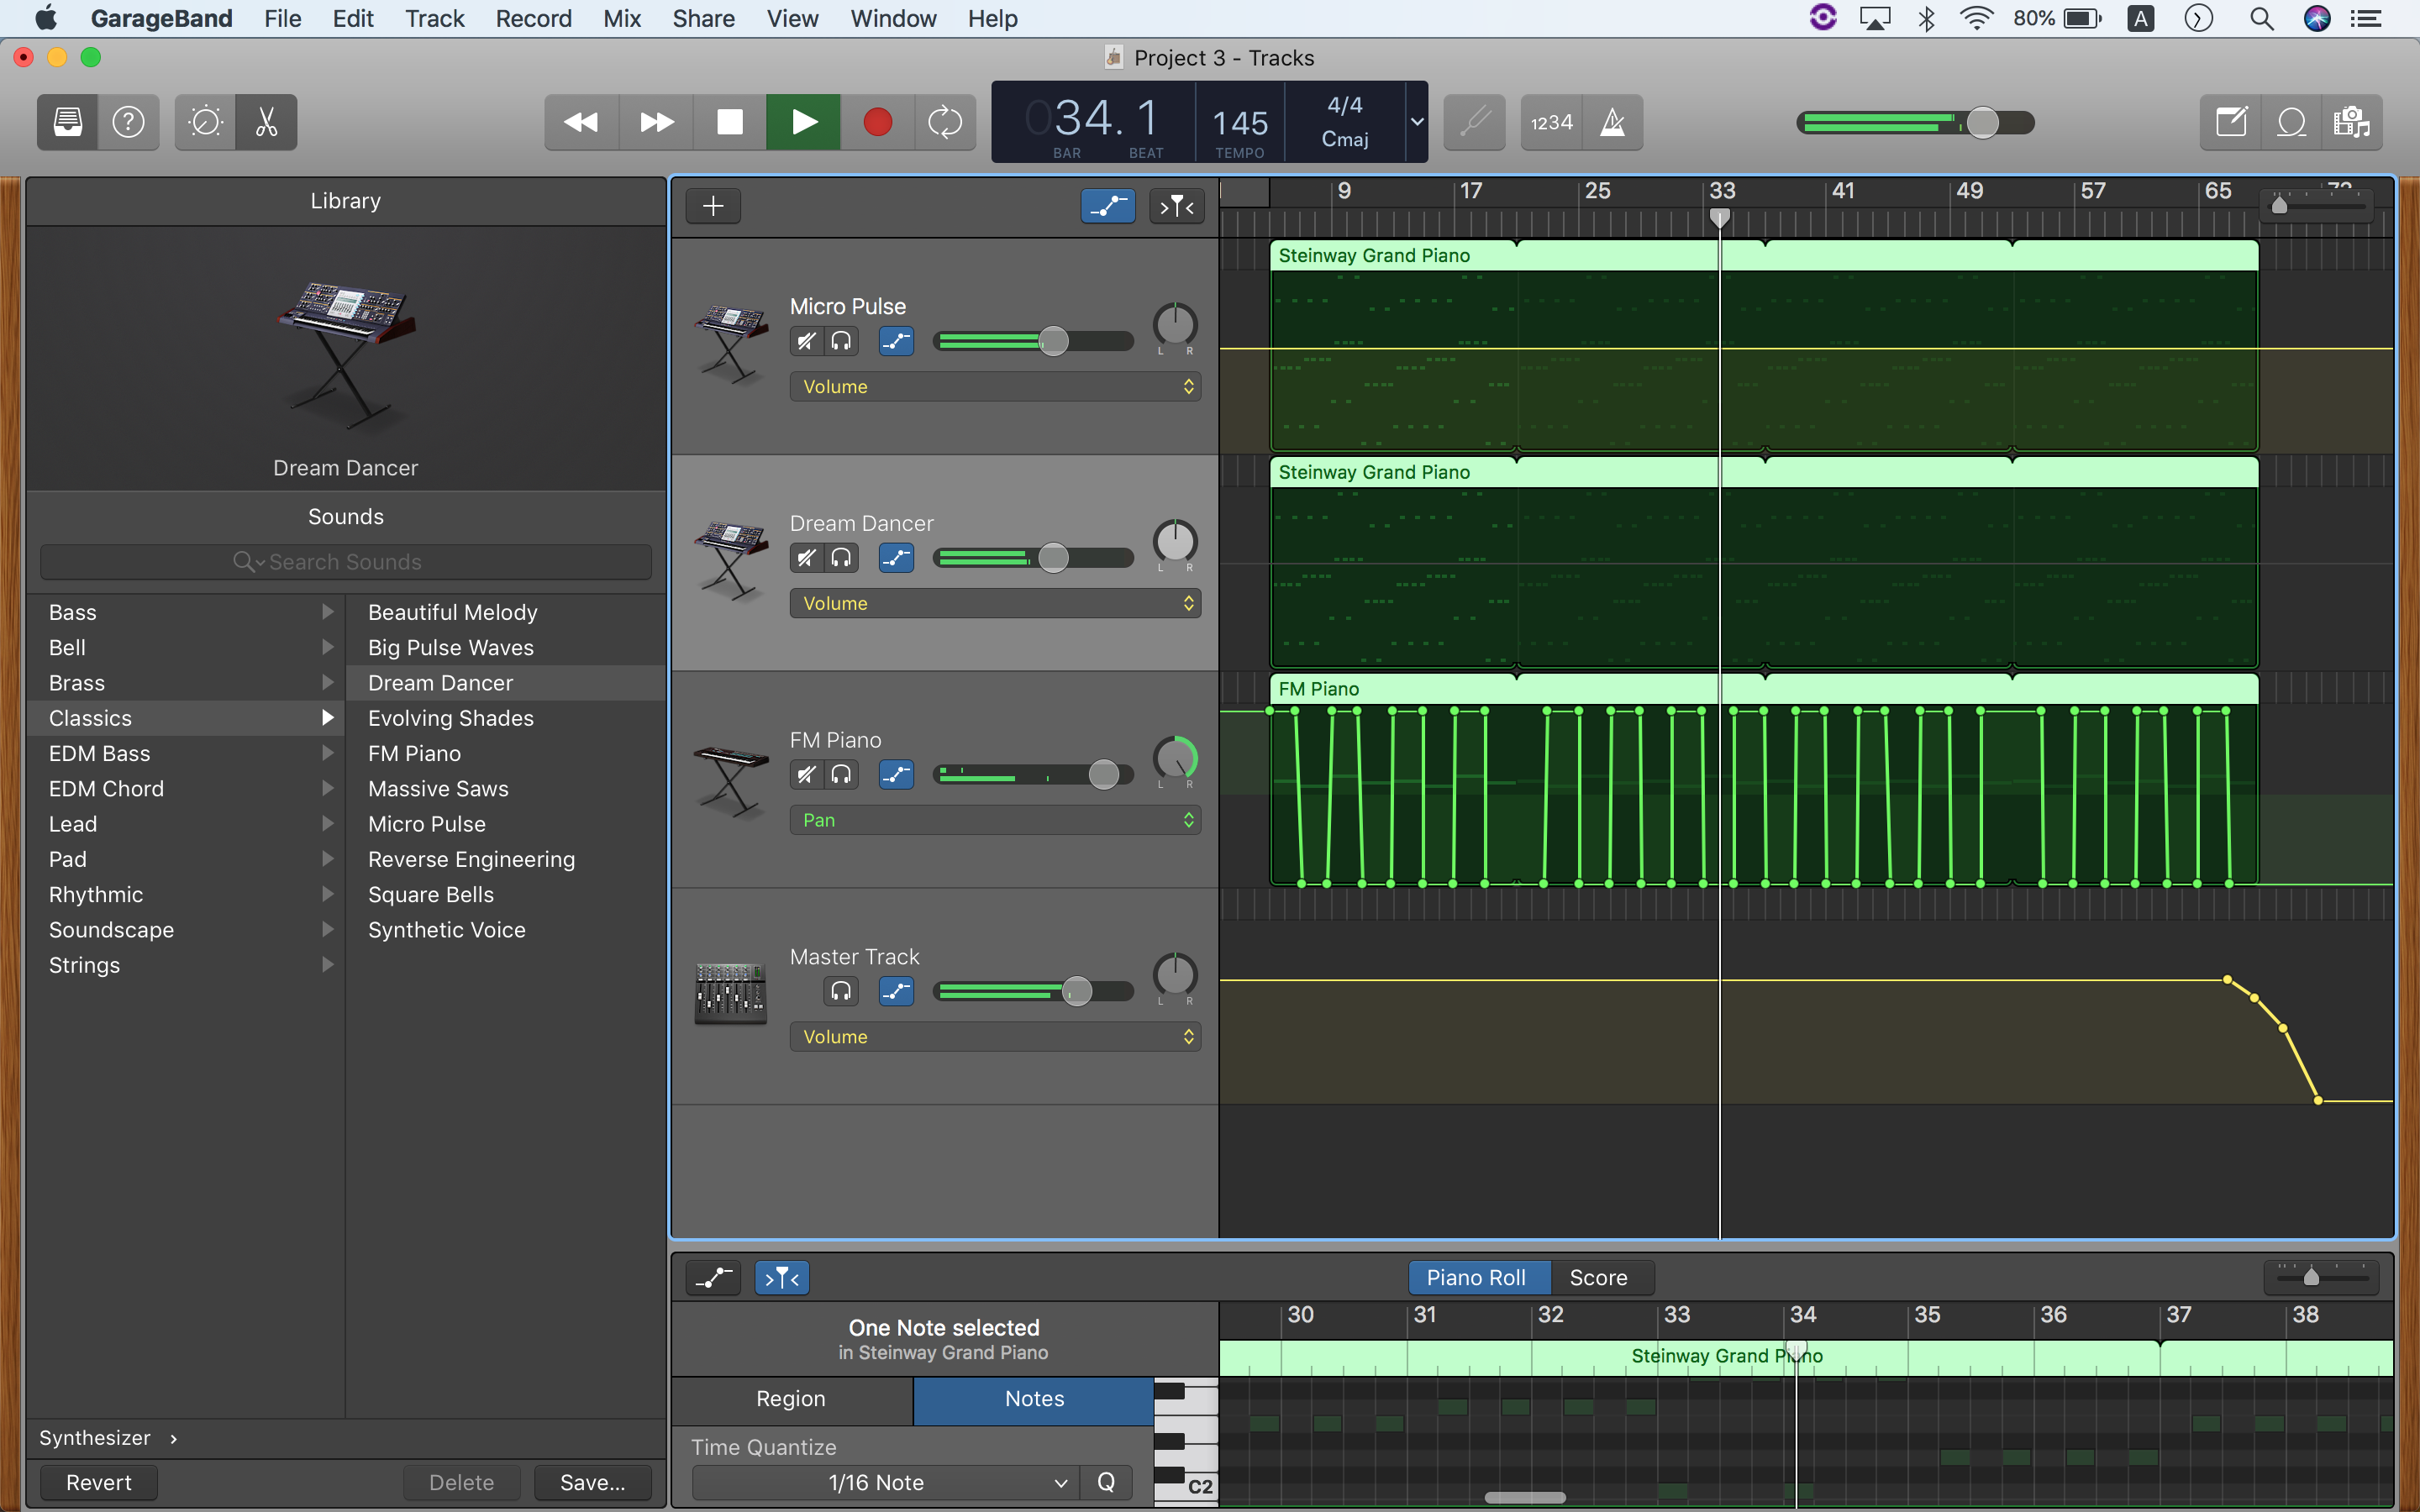 GarageBand File Edit Track Record Mix Share View Window Help 80% A
Project 3 - Tracks
034. 1
BAR BEAT
145
TEMPO
4/4
Cmaj
1234
Library
Dream Dancer
Sounds
Search Sounds
Bass
Bell
Brass
Classics
EDM Bass
EDM Chord
Lead
Pad
Rhythmic
Soundscape
Strings
Beautiful Melody
Big Pulse Waves
Dream Dancer
Evolving Shades
FM Piano
Massive Saws
Micro Pulse
Reverse Engineering
Square Bells
Synthetic Voice
Synthesizer
Revert Delete Save...
9 17 25 33 41 49 57 65
Micro Pulse
L R
Volume
Steinway Grand Piano
Dream Dancer
L R
Volume
Steinway Grand Piano
FM Piano
L R
Pan
FM Piano
Master Track
L R
Volume
Piano Roll Score
One Note selected
in Steinway Grand Piano
Region Notes
Time Quantize
1/16 Note Q
C2
30 31 32 33 34 35 36 37 38
Steinway Grand Piano